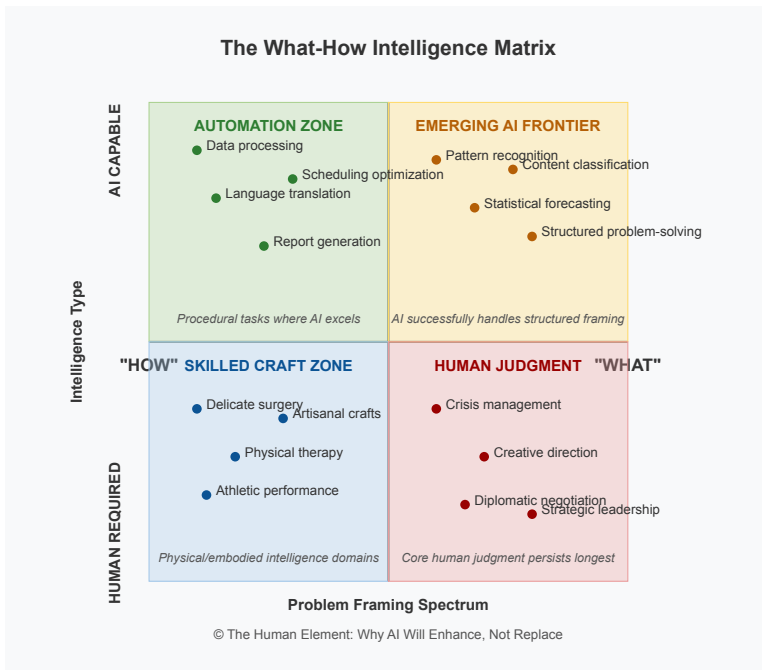 The What-How Intelligence Matrix
AI CAPABLE
AUTOMATION ZONE
Data processing
Scheduling optimization
Language translation
Report generation
Procedural tasks where AI excels
EMERGING AI FRONTIER
Pattern recognition
Content classification
Statistical forecasting
Structured problem-solving
AI successfully handles structured framing
Intelligence Type
"HOW"
SKILLED CRAFT ZONE
Delicate surgery
Artisanal crafts
Physical therapy
Athletic performance
Physical/embodied intelligence domains
HUMAN JUDGMENT
"WHAT"
Crisis management
Creative direction
Diplomatic negotiation
Strategic leadership
Core human judgment persists longest
HUMAN REQUIRED
Problem Framing Spectrum
© The Human Element: Why AI Will Enhance, Not Replace